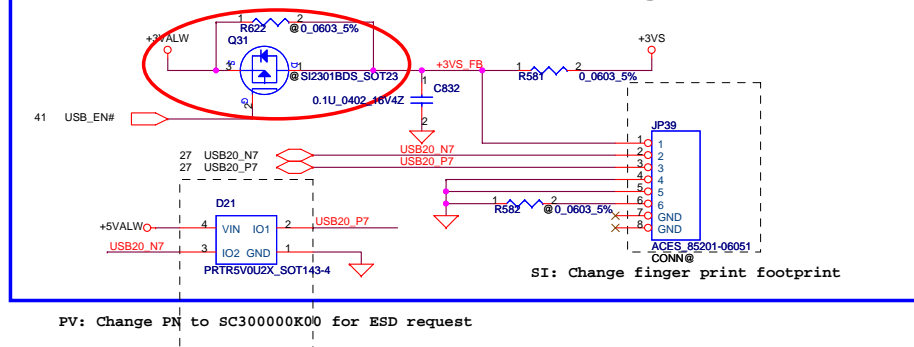 1 2
R622 @0_0603_5%
+3VALW
Q31
+3VS
S
D
3 1
@SI2301BDS_SOT23
G
2
+3VS_FB
1 2
R581 0_0603_5%
1
C832
0.1U_0402_16V4Z
2
41 USB_EN#
JP39
1 1
27 USB20_N7 USB20_N7 2 2
27 USB20_P7 USB20_P7 3 3
4 4
5 5
1 2 6 6
R582 @0_0603_5%
7 GND
8 GND
ACES_85201-06051
CONN@
D21
+5VALW 4 VIN IO1 2 USB20_P7
USB20_N7 3 IO2 GND 1
PRTR5V0U2X_SOT143-4
SI: Change finger print footprint
PV: Change PN to SC300000K00 for ESD request